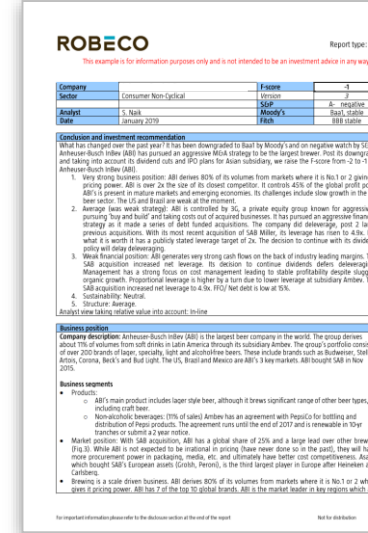 ROBECO
Report type:
This example is for information purposes only and is not intended to be an investment advice in any way
Company F-score -1
Sector Consumer Non-Cyclical Version 3
S&P A- negative
Analyst S. Naik Moody's Baa1, stable
Date January 2019 Fitch BBB stable
Conclusion and investment recommendation
What has changed over the past year? It has been downgraded to Baa1 by Moody's and on negative watch by S&
Anheuser-Busch InBev (ABI) has pursued an aggressive M&A strategy to be the largest brewer. Post its downgra
and taking into account its dividend cuts and IPO plans for Asian subsidiary, we raise the F-score from -2 to -1
Anheuser-Busch InBev (ABI).
1. Very strong business position: ABI derives 80% of its volumes from markets where it is No.1 or 2 giving
pricing power. ABI is over 2x the size of its closest competitor. It controls 45% of the global profit po
ABI's is present in mature markets and emerging economies. Its challenges include slow growth in the
beer sector. The US and Brazil are weak at the moment.
2. Average (was weak) strategy: ABI is controlled by 3G, a private equity group known for aggressiv
pursuing 'buy and build' and taking costs out of acquired businesses. It has pursued an aggressive finan
strategy as it made a series of debt funded acquisitions. The company did deleverage, post 2 la
previous acquisitions. With its most recent acquisition of SAB Miller, its leverage has risen to 4.9x.
what it is worth it has a publicly stated leverage target of 2x. The decision to continue with its divide
policy will delay deleveraging.
3. Weak financial position: ABI generates very strong cash flows on the back of industry leading margins.
SAB acquisition increased net leverage. Its decision to continue dividends defers deleveragi
Management has a strong focus on cost management leading to stable profitability despite slugg
organic growth. Proportional leverage is higher by a turn due to lower leverage at subsidiary Ambev. T
SAB acquisition increased net leverage to 4.9x. FFO/ Net debt is low at 15%.
4. Sustainability: Neutral.
5. Structure: Average.
Analyst view taking relative value into account: In-line
Business position
Company description: Anheuser-Busch InBev (ABI) is the largest beer company in the world. The group derives
about 11% of volumes from soft drinks in Latin America through its subsidiary Ambev. The group's portfolio consis
of over 200 brands of lager, specialty, light and alcohol-free beers. These include brands such as Budweiser, Stel
Artois, Corona, Beck's and Bud Light. The US, Brazil and Mexico are ABI's 3 key markets. ABI bought SAB in Nov
2015.
Business segments
• Products:
○ ABI's main product includes lager style beer, although it brews significant range of other beer types,
including craft beer.
○ Non-alcoholic beverages: (11% of sales) Ambev has an agreement with PepsiCo for bottling and
distribution of Pepsi products. The agreement runs until the end of 2017 and is renewable in 10-yr
tranches or submit a 2 year notice.
• Market position: With SAB acquisition, ABI has a global share of 25% and a large lead over other brew
(Fig.3). While ABI is not expected to be irrational in pricing (have never done so in the past), they will ha
more procurement power in packaging, media, etc. and ultimately have better cost competitiveness. Asa
which bought SAB's European assets (Grolsh, Peroni), is the third largest player in Europe after Heineken a
Carlsberg.
• Brewing is a scale driven business. ABI derives 80% of its volumes from markets where it is No.1 or 2 wh
gives it pricing power. ABI has 7 of the top 10 global brands. ABI is the market leader in key regions which
For important information please refer to the disclosure section at the end of the report
Not for distribution